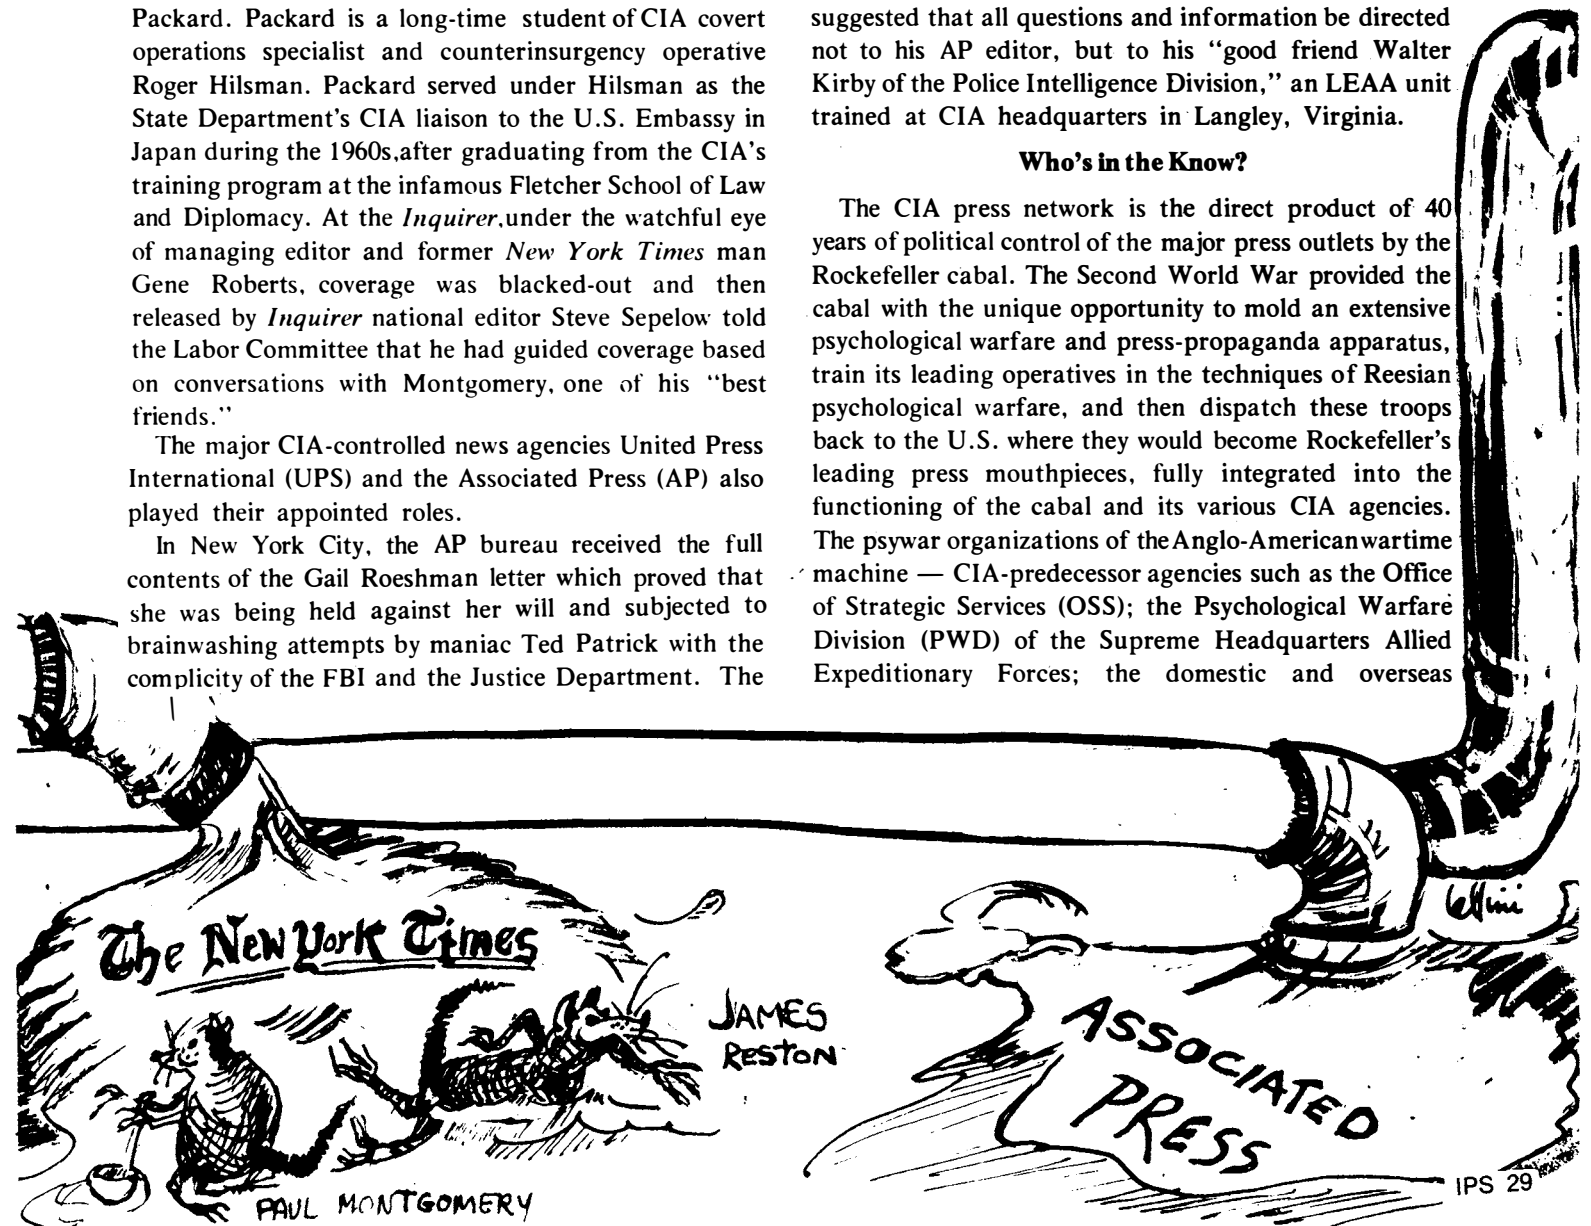 Packard. Packard is a long-time student of CIA covert
operations specialist and counterinsurgency operative
Roger Hilsman. Packard served under Hilsman as the
State Department's CIA liaison to the U.S. Embassy in
Japan during the 1960s,after graduating from the CIA's
training program at the infamous Fletcher School of Law
and Diplomacy. At the Inquirer,under the watchful eye
of managing editor and former New York Times man
Gene Roberts, coverage was blacked-out and then
released by Inquirer national editor Steve Sepelow told
the Labor Committee that he had guided coverage based
on conversations with Montgomery, one of his "best
friends."
The major CIA-controlled news agencies United Press
International (UPS) and the Associated Press (AP) also
played their appointed roles.
In New York City, the AP bureau received the full
contents of the Gail Roeshman letter which proved that
she was being held against her will and subjected to
brainwashing attempts by maniac Ted Patrick with the
complicity of the FBI and the Justice Department. The
suggested that all questions and information be directed
not to his AP editor, but to his "good friend Walter
Kirby of the Police Intelligence Division," an LEAA unit
trained at CIA headquarters in Langley, Virginia.
Who's in the Know?
The CIA press network is the direct product of 40
years of political control of the major press outlets by the
Rockefeller cabal. The Second World War provided the
cabal with the unique opportunity to mold an extensive
psychological warfare and press-propaganda apparatus,
train its leading operatives in the techniques of Reesian
psychological warfare, and then dispatch these troops
back to the U.S. where they would become Rockefeller's
leading press mouthpieces, fully integrated into the
functioning of the cabal and its various CIA agencies.
The psywar organizations of the Anglo-American wartime
machine — CIA-predecessor agencies such as the Office
of Strategic Services (OSS); the Psychological Warfare
Division (PWD) of the Supreme Headquarters Allied
Expeditionary Forces; the domestic and overseas
The New York Times
JAMES
RESTON
PAUL MONTGOMERY
ASSOCIATED
PRESS
IPS 29